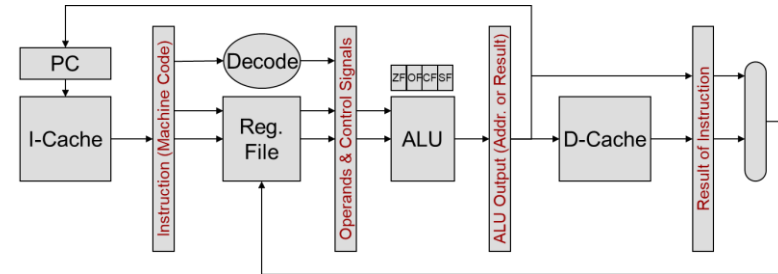 PC
I-Cache
Instruction (Machine Code)
Decode
Reg.
File
Operands & Control Signals
ZF OF CF SF
ALU
ALU Output (Addr. or Result)
D-Cache
Result of Instruction